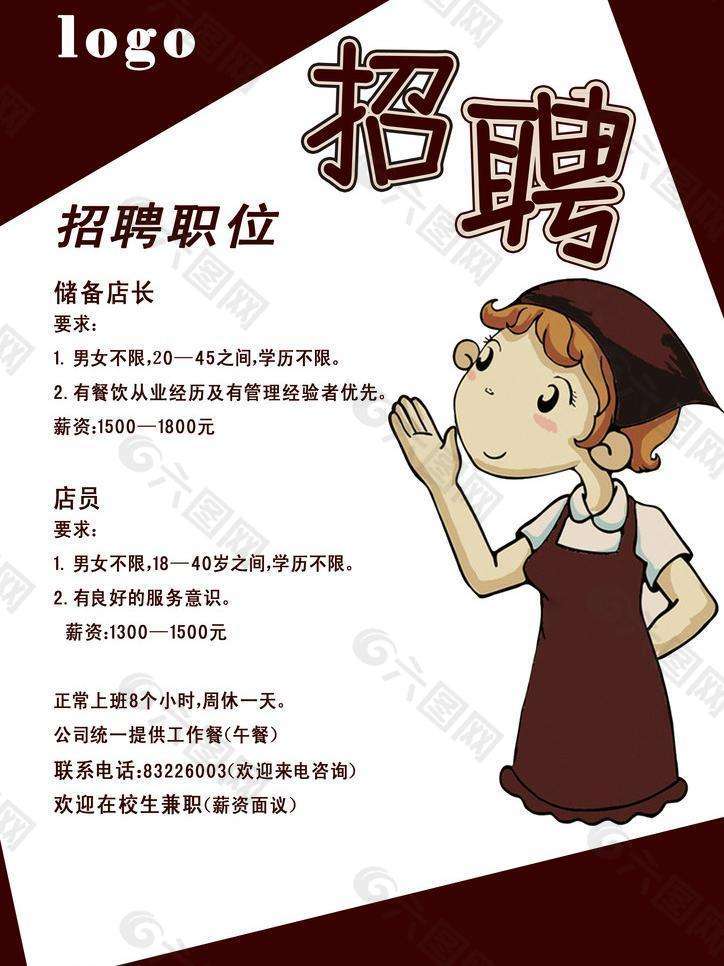 logo
招聘
招聘职位
储备店长
要求:
1. 男女不限,20—45之间,学历不限。
2. 有餐饮从业经历及有管理经验者优先。
薪资:1500—1800元
店员
要求:
1. 男女不限,18—40岁之间,学历不限。
2. 有良好的服务意识。
薪资:1300—1500元
正常上班8个小时,周休一天。
公司统一提供工作餐(午餐)
联系电话:83226003(欢迎来电咨询)
欢迎在校生兼职(薪资面议)
六图网